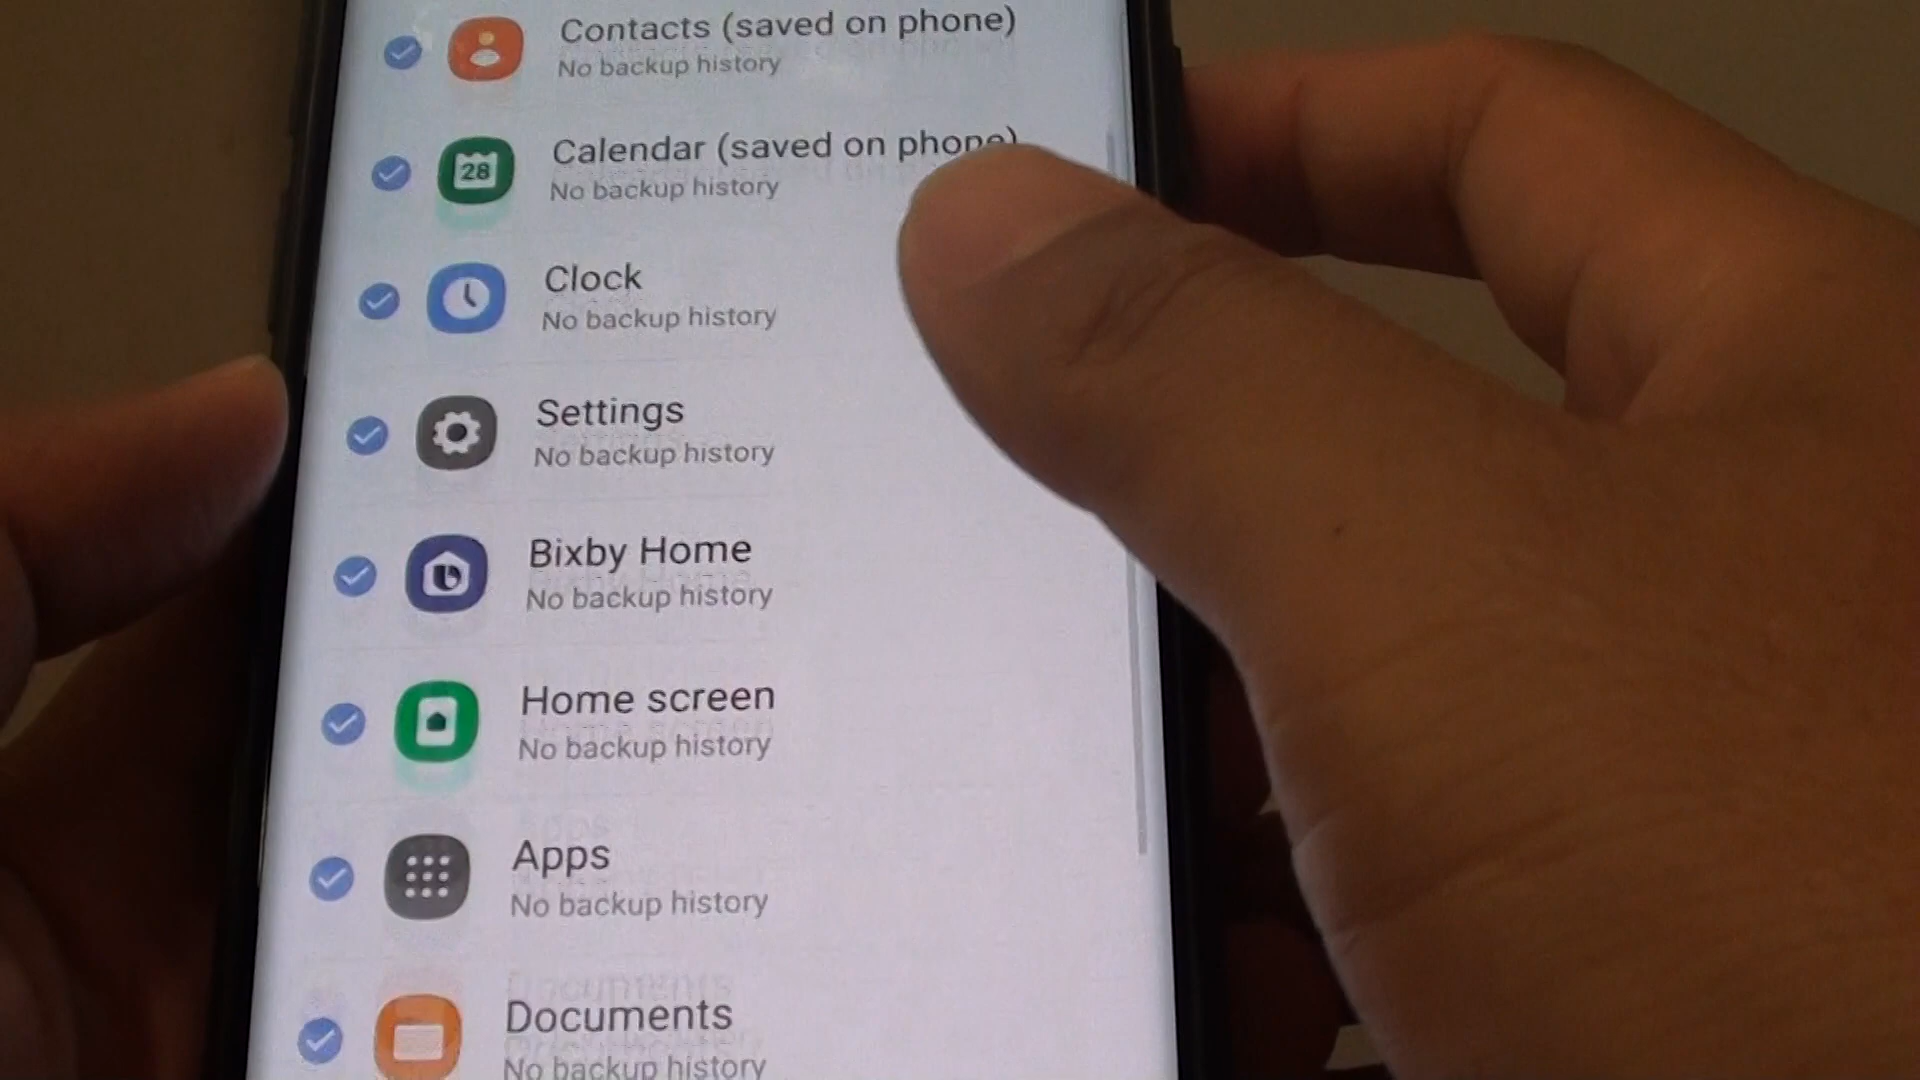 Contacts (saved on phone)
No backup history
28
Calendar (saved on phone)
No backup history
Clock
No backup history
Settings
No backup history
Bixby Home
No backup history
Home screen
No backup history
Apps
No backup history
Documents
No backup history